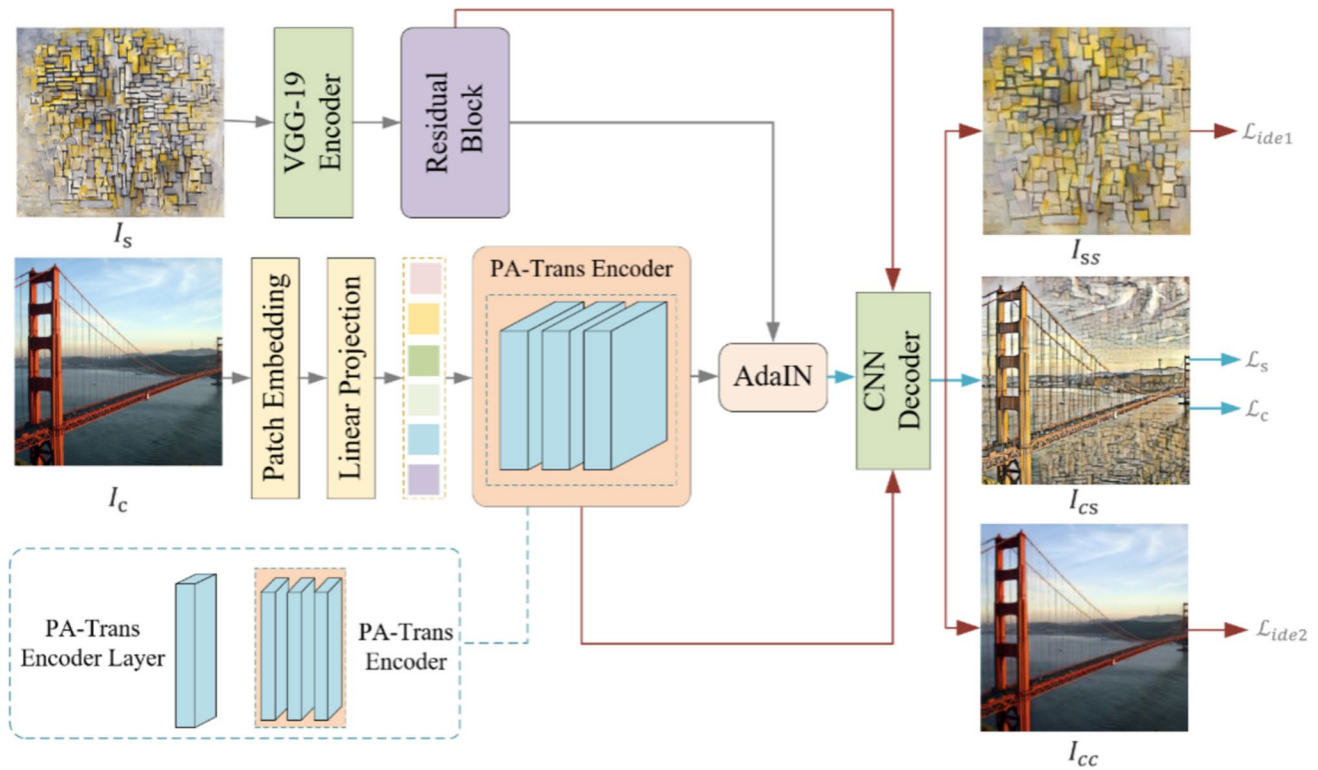 VGG-19
Encoder
Residual
Block
I_s
I_ss
ℒ_ide1
Patch Embedding
Linear Projection
PA-Trans Encoder
AdaIN
CNN
Decoder
ℒ_s
ℒ_c
I_c
I_cs
PA-Trans
Encoder Layer
PA-Trans
Encoder
ℒ_ide2
I_cc